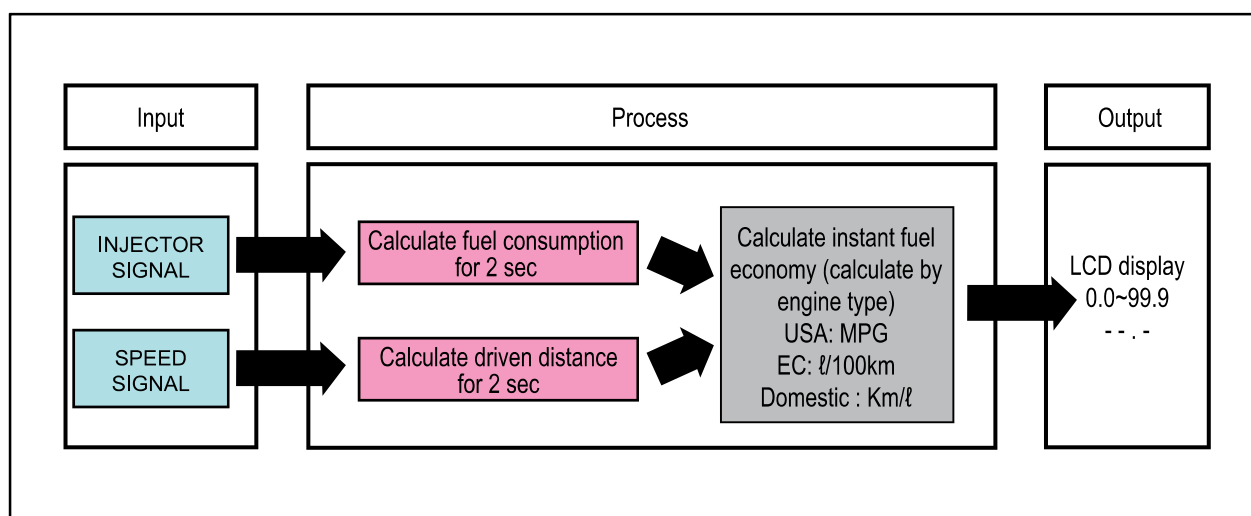 Input
Process
Output
INJECTOR
SIGNAL
Calculate fuel consumption
for 2 sec
SPEED
SIGNAL
Calculate driven distance
for 2 sec
Calculate instant fuel
economy (calculate by
engine type)
USA: MPG
EC: ℓ/100km
Domestic : Km/ℓ
LCD display
0.0~99.9
- - . -